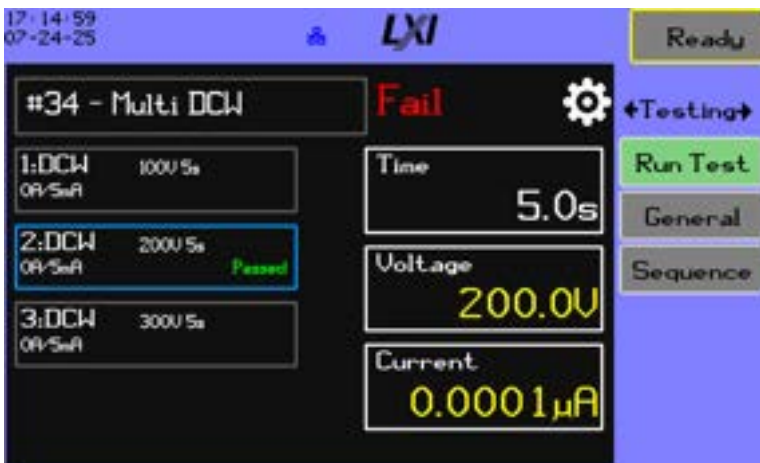 17:14:59
07-24-25
LXI
Ready
#34 - Multi DCW
Fail
←Testing→
1:DCW 100V 5s
0A/5mA
2:DCW 200V 5s
0A/5mA Passed
3:DCW 300V 5s
0A/5mA
Time
5.0s
Voltage
200.0V
Current
0.0001µA
Run Test
General
Sequence